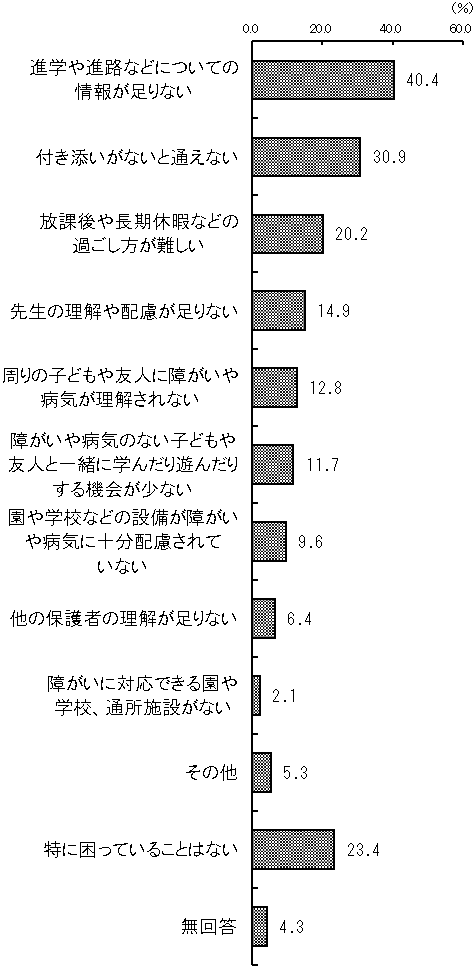 (%)
0.0 20.0 40.0 60.0
進学や進路などについての
情報が足りない
40.4
付き添いがないと通えない
30.9
放課後や長期休暇などの
過ごし方が難しい
20.2
先生の理解や配慮が足りない
14.9
周りの子どもや友人に障がいや
病気が理解されない
12.8
障がいや病気のない子どもや
友人と一緒に学んだり遊んだり
する機会が少ない
11.7
園や学校などの設備が障がい
や病気に十分配慮されて
いない
9.6
他の保護者の理解が足りない
6.4
障がいに対応できる園や
学校、通所施設がない
2.1
その他
5.3
特に困っていることはない
23.4
無回答
4.3